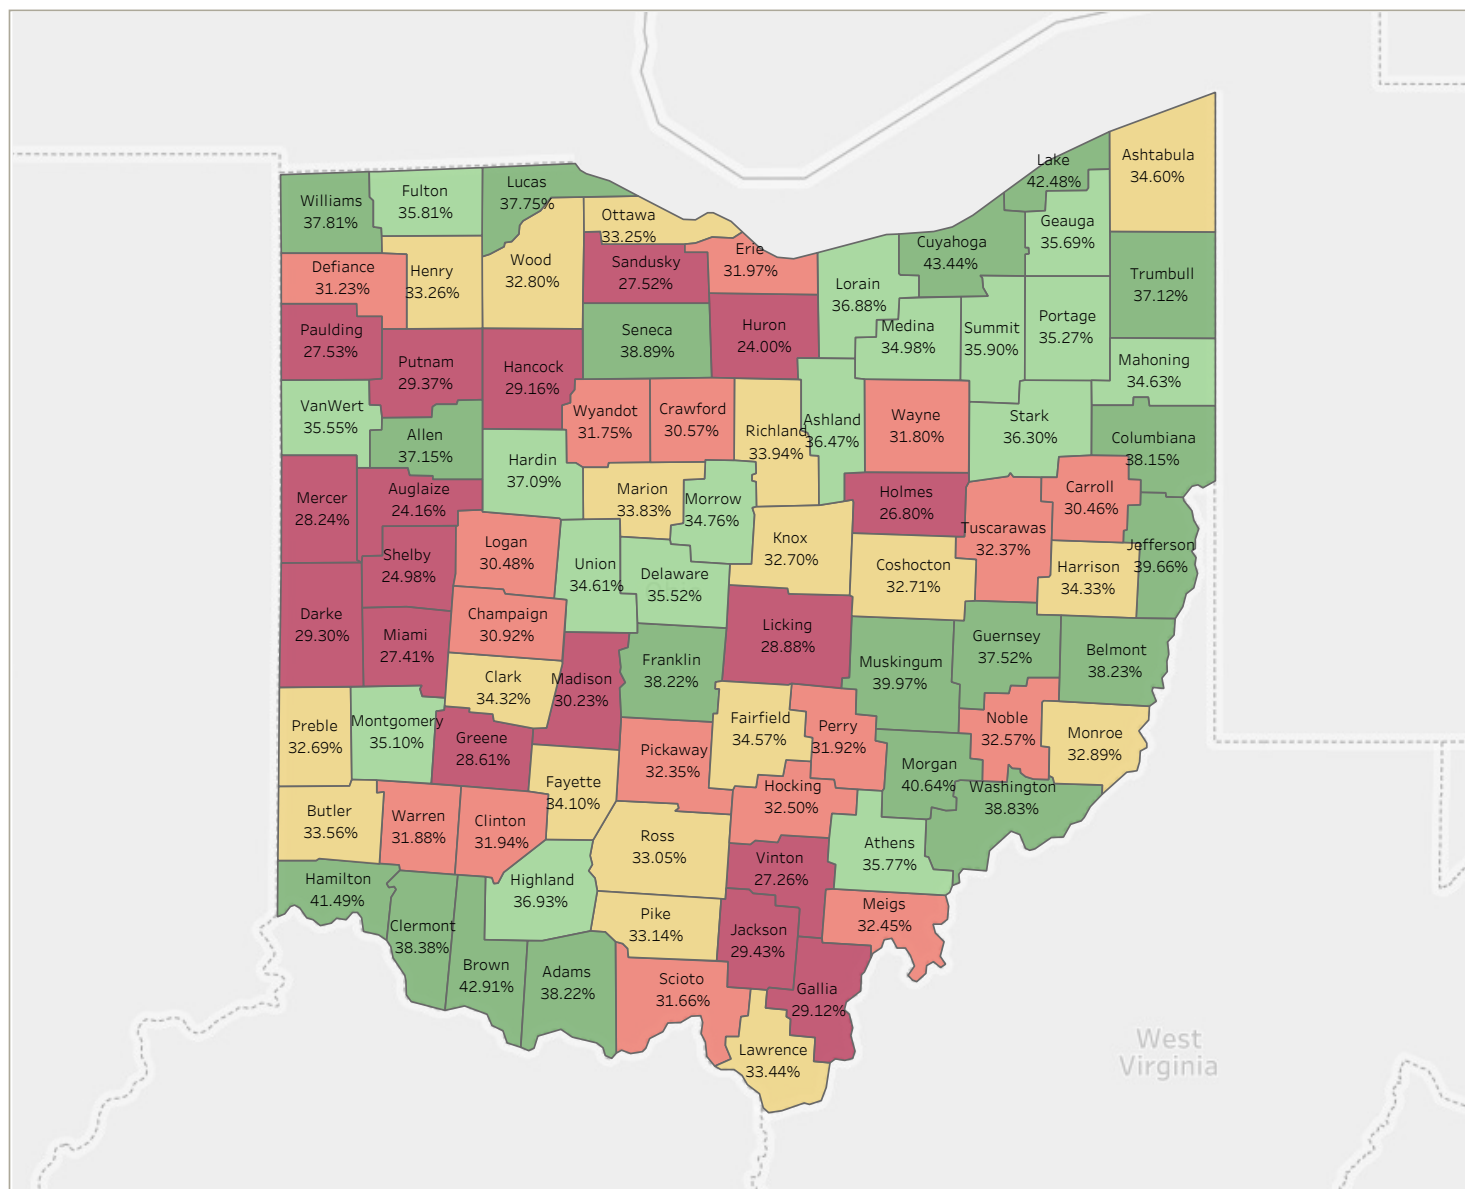 Lake
42.48%
Ashtabula
34.60%
Williams
37.81%
Fulton
35.81%
Lucas
37.75%
Ottawa
33.25%
Geauga
35.69%
Cuyahoga
43.44%
Erie
31.97%
Wood
32.80%
Sandusky
27.52%
Defiance
31.23%
Henry
33.26%
Trumbull
37.12%
Lorain
36.88%
Paulding
27.53%
Seneca
38.89%
Huron
24.00%
Medina
34.98%
Summit
35.90%
Portage
35.27%
Putnam
29.37%
Hancock
29.16%
Mahoning
34.63%
VanWert
35.55%
Wyandot
31.75%
Crawford
30.57%
Richland
33.94%
Ashland
36.47%
Wayne
31.80%
Stark
36.30%
Allen
37.15%
Columbiana
38.15%
Hardin
37.09%
Mercer
28.24%
Auglaize
24.16%
Marion
33.83%
Morrow
34.76%
Holmes
26.80%
Carroll
30.46%
Tuscarawas
32.37%
Knox
32.70%
Logan
30.48%
Shelby
24.98%
Union
34.61%
Delaware
35.52%
Coshocton
32.71%
Harrison
34.33%
Jefferson
39.66%
Darke
29.30%
Miami
27.41%
Champaign
30.92%
Licking
28.88%
Guernsey
37.52%
Belmont
38.23%
Muskingum
39.97%
Franklin
38.22%
Clark
34.32%
Madison
30.23%
Preble
32.69%
Montgomery
35.10%
Greene
28.61%
Fairfield
34.57%
Perry
31.92%
Noble
32.57%
Monroe
32.89%
Pickaway
32.35%
Morgan
40.64%
Washington
38.83%
Fayette
34.10%
Hocking
32.50%
Butler
33.56%
Warren
31.88%
Clinton
31.94%
Ross
33.05%
Athens
35.77%
Vinton
27.26%
Hamilton
41.49%
Highland
36.93%
Clermont
38.38%
Pike
33.14%
Meigs
32.45%
Jackson
29.43%
Brown
42.91%
Adams
38.22%
Scioto
31.66%
Gallia
29.12%
Lawrence
33.44%
West
Virginia